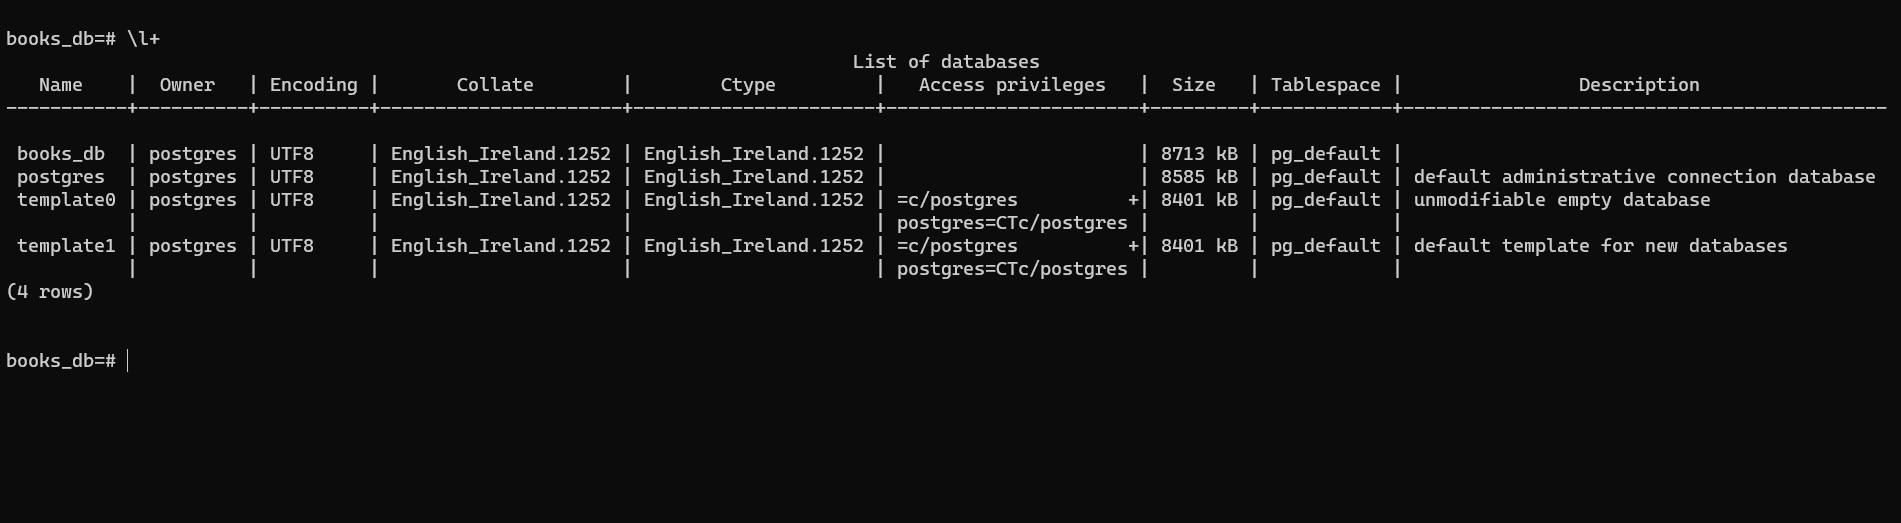 books_db=# \l+
                                                                             List of databases
   Name    |  Owner   | Encoding |       Collate        |        Ctype         |   Access privileges   |  Size   | Tablespace |                Description
-----------+----------+----------+----------------------+----------------------+-----------------------+---------+------------+--------------------------------------------
 books_db  | postgres | UTF8     | English_Ireland.1252 | English_Ireland.1252 |                       | 8713 kB | pg_default |
 postgres  | postgres | UTF8     | English_Ireland.1252 | English_Ireland.1252 |                       | 8585 kB | pg_default | default administrative connection database
 template0 | postgres | UTF8     | English_Ireland.1252 | English_Ireland.1252 | =c/postgres          +| 8401 kB | pg_default | unmodifiable empty database
           |          |          |                      |                      | postgres=CTc/postgres |         |            |
 template1 | postgres | UTF8     | English_Ireland.1252 | English_Ireland.1252 | =c/postgres          +| 8401 kB | pg_default | default template for new databases
           |          |          |                      |                      | postgres=CTc/postgres |         |            |
(4 rows)
books_db=#